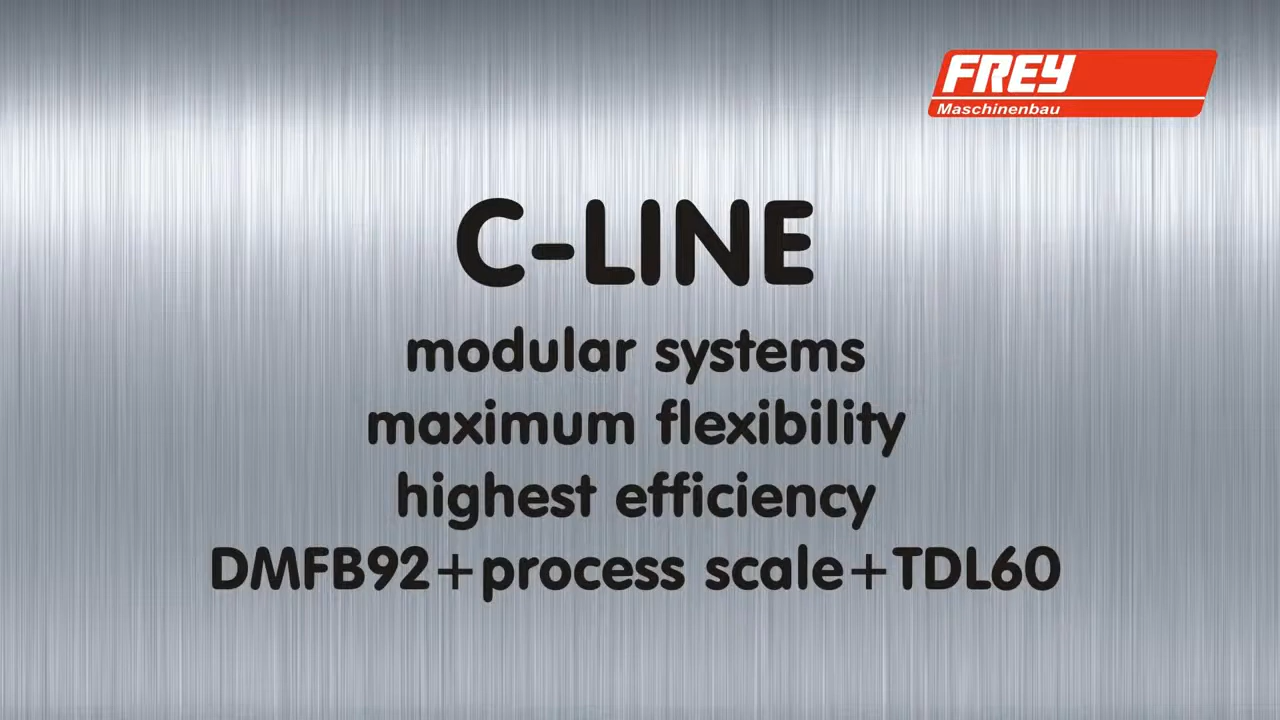 FREY
Maschinenbau
C-LINE
modular systems
maximum flexibility
highest efficiency
DMFB92+process scale+TDL60